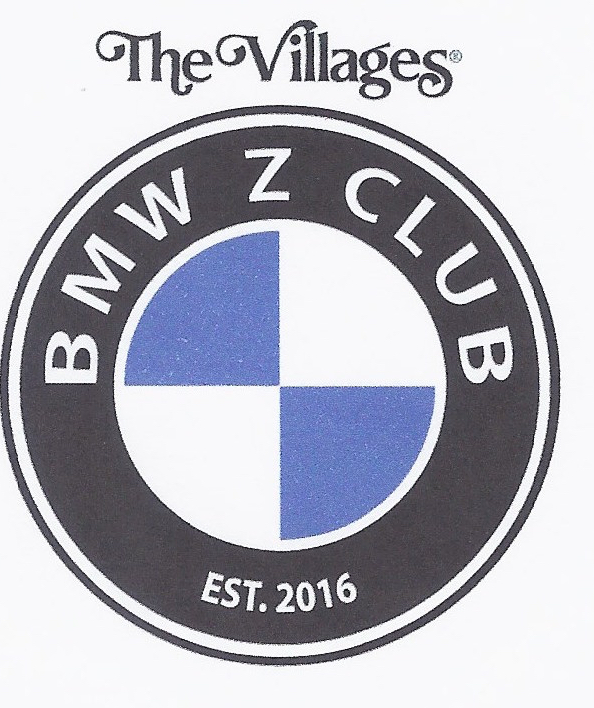 The Villages®
BMW Z CLUB
EST. 2016